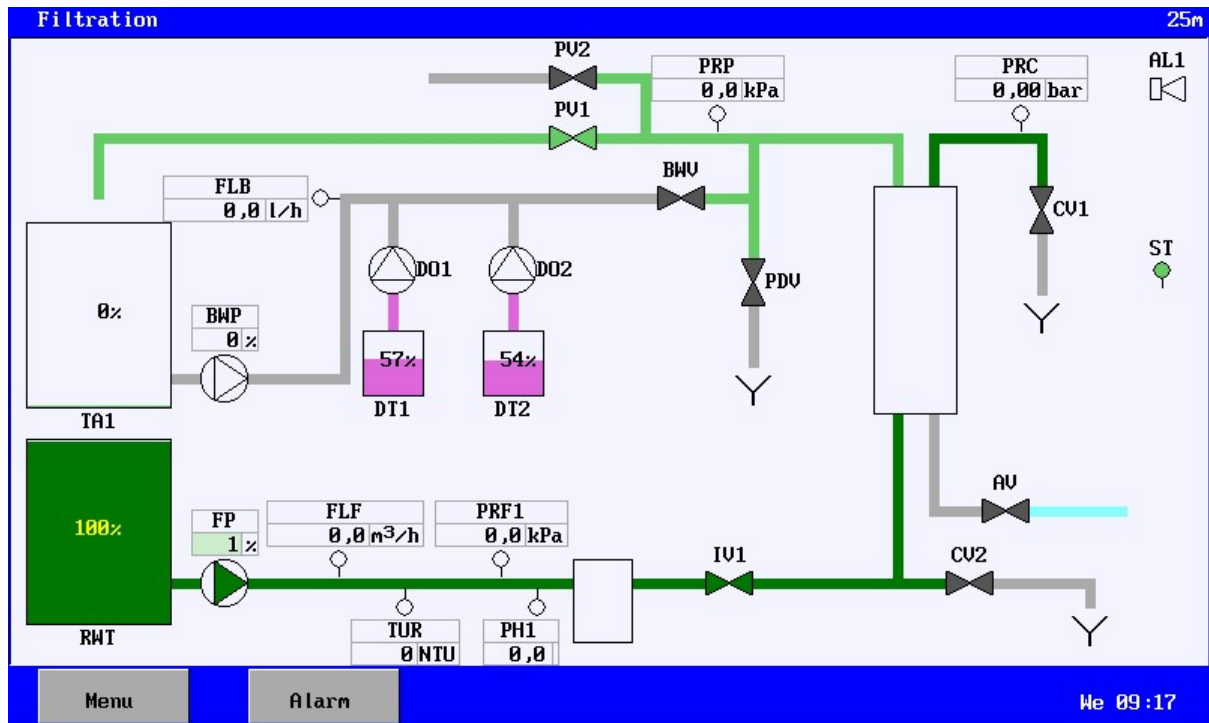 Filtration
25m
PV2
PRP
0,0 kPa
PRC
0,00 bar
AL1
PV1
FLB
0,0 l/h
BWV
CV1
ST
DO1
DO2
PDV
0%
BWP
0 %
57%
54%
DT1
DT2
TA1
100%
FP
1 %
FLF
0,0 m³/h
PRF1
0,0 kPa
IV1
AV
CV2
TUR
0 NTU
PH1
0,0
RWT
Menu
Alarm
We 09:17